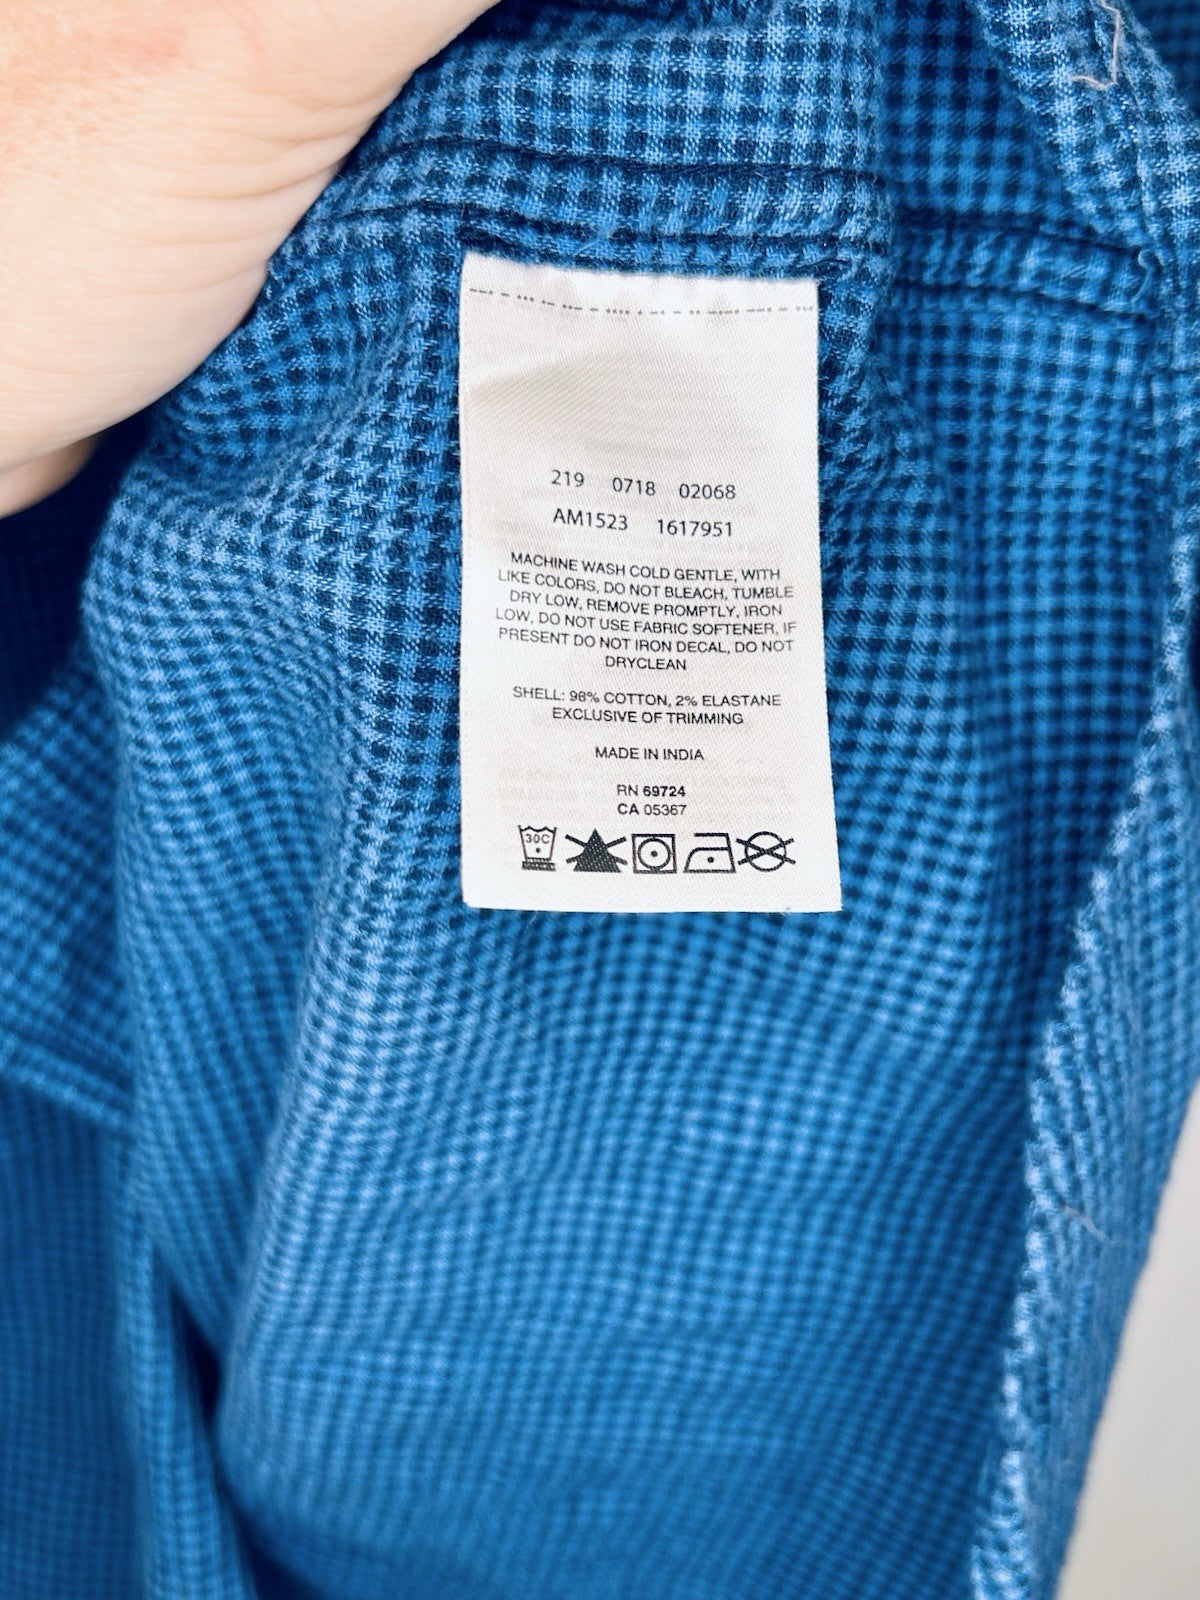 219 0718 02068
AM1523 1617951
MACHINE WASH COLD GENTLE, WITH
LIKE COLORS, DO NOT BLEACH, TUMBLE
DRY LOW, REMOVE PROMPTLY, IRON
LOW, DO NOT USE FABRIC SOFTENER, IF
PRESENT DO NOT IRON DECAL, DO NOT
DRYCLEAN
SHELL: 98% COTTON, 2% ELASTANE
EXCLUSIVE OF TRIMMING
MADE IN INDIA
RN 69724
CA 05367
30C